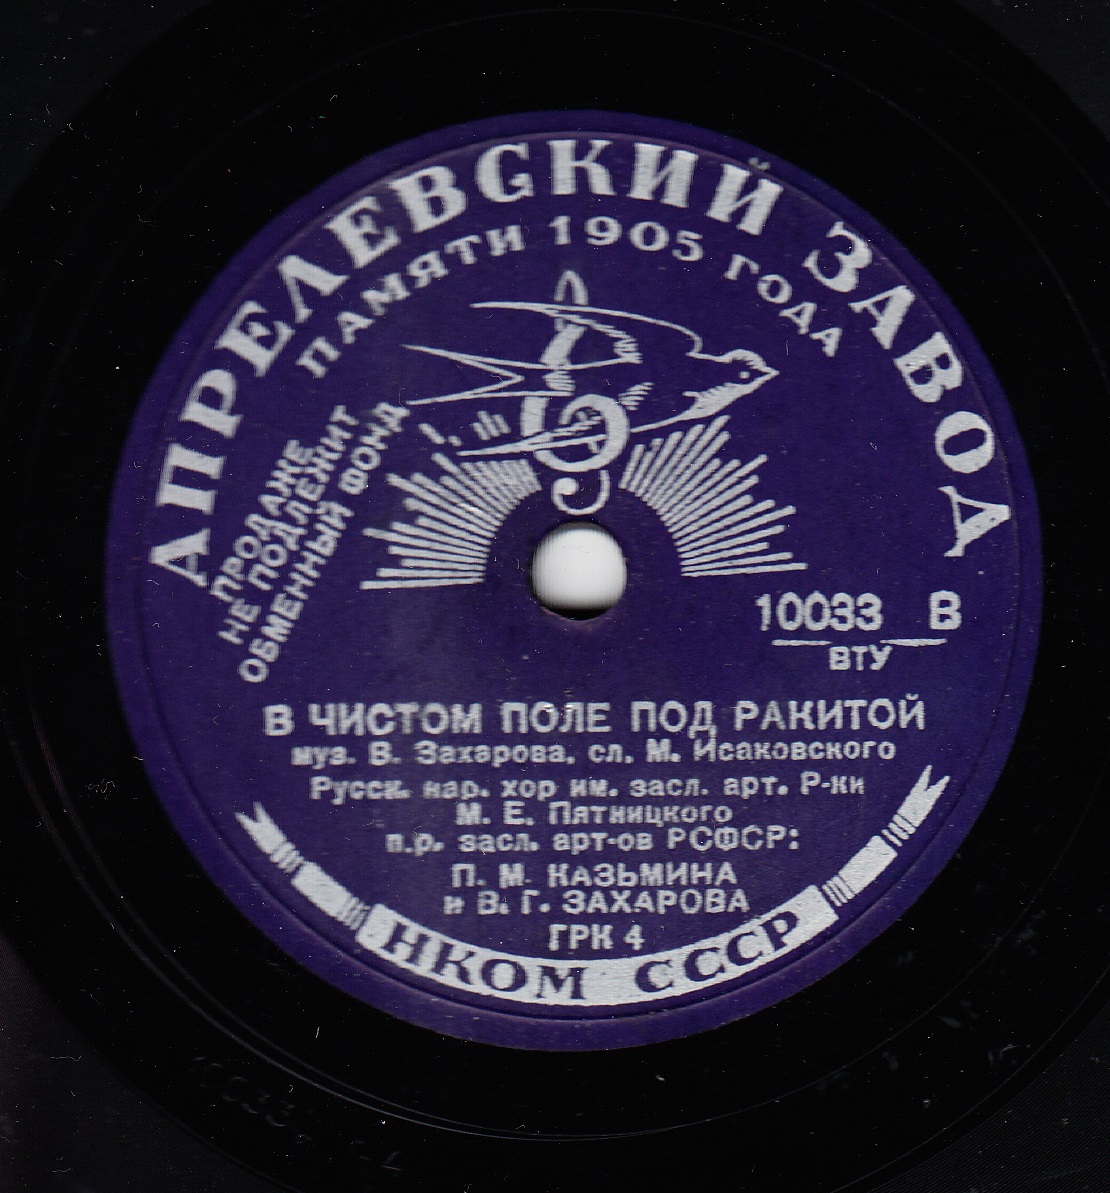 АПРЕЛЕВСКИЙ ЗАВОД
ПАМЯТИ 1905 ГОДА
ПРОДАЖЕ
НЕ ПОДЛЕЖИТ
ОБМЕННЫЙ ФОНД
10033 В
ВТУ
В ЧИСТОМ ПОЛЕ ПОД РАКИТОЙ
муз. В. Захарова, сл. М. Исаковского
Русск. нар. хор им. засл. арт. Р-ки
М. Е. Пятницкого
п.р. засл. арт-ов РСФСР:
П. М. КАЗЬМИНА
и В. Г. ЗАХАРОВА
ГРК 4
НКОМ СССР